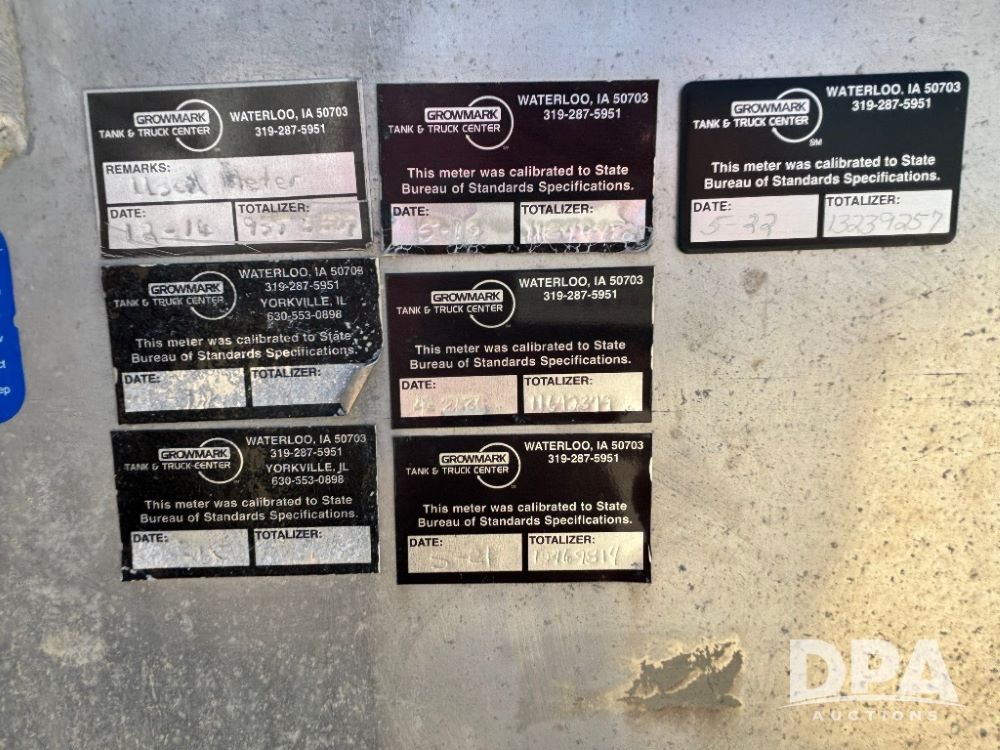 GROWMARK
TANK & TRUCK CENTER
WATERLOO, IA 50703
319-287-5951
REMARKS:
Used Meter
DATE:
12-16
TOTALIZER:
GROWMARK
TANK & TRUCK CENTER
WATERLOO, IA 50703
319-287-5951
This meter was calibrated to State
Bureau of Standards Specifications.
DATE:
TOTALIZER:
GROWMARK
TANK & TRUCK CENTER
SM
WATERLOO, IA 50703
319-287-5951
This meter was calibrated to State
Bureau of Standards Specifications.
DATE:
5-22
TOTALIZER:
13239257
GROWMARK
TANK & TRUCK CENTER
WATERLOO, IA 50703
319-287-5951
YORKVILLE, IL
630-553-0898
This meter was calibrated to State
Bureau of Standards Specifications.
DATE:
TOTALIZER:
GROWMARK
TANK & TRUCK CENTER
WATERLOO, IA 50703
319-287-5951
This meter was calibrated to State
Bureau of Standards Specifications.
DATE:
TOTALIZER:
GROWMARK
TANK & TRUCK CENTER
WATERLOO, IA 50703
319-287-5951
YORKVILLE, IL
630-553-0898
This meter was calibrated to State
Bureau of Standards Specifications.
DATE:
TOTALIZER:
GROWMARK
TANK & TRUCK CENTER
WATERLOO, IA 50703
319-287-5951
This meter was calibrated to State
Bureau of Standards Specifications.
DATE:
TOTALIZER:
DPA
AUCTIONS